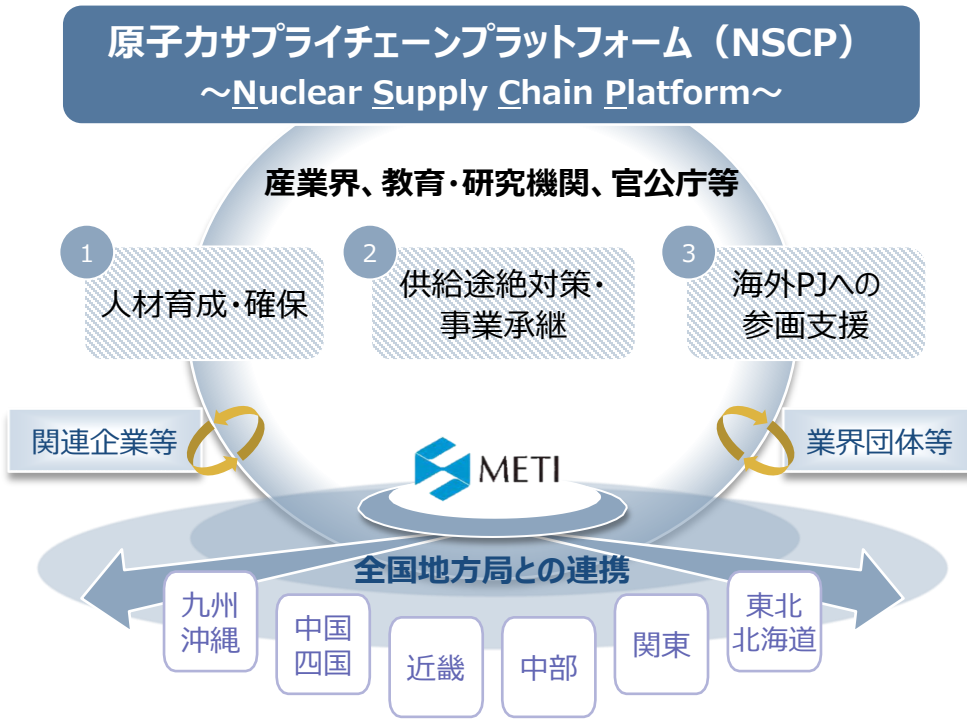 原子力サプライチェーンプラットフォーム（NSCP）
～Nuclear Supply Chain Platform～
産業界、教育・研究機関、官公庁等
1
人材育成・確保
2
供給途絶対策・
事業承継
3
海外PJへの
参画支援
関連企業等
業界団体等
METI
全国地方局との連携
九州
沖縄
中国
四国
近畿
中部
関東
東北
北海道